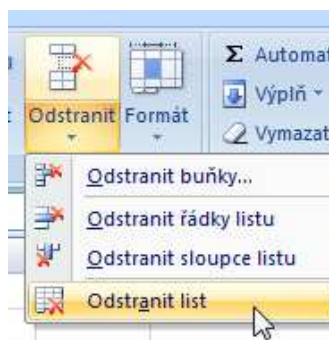 Σ Automat
Výplň
Odstranit Formát
Vymazat
Odstranit buňky...
Odstranit řádky listu
Odstranit sloupce listu
Odstranit list